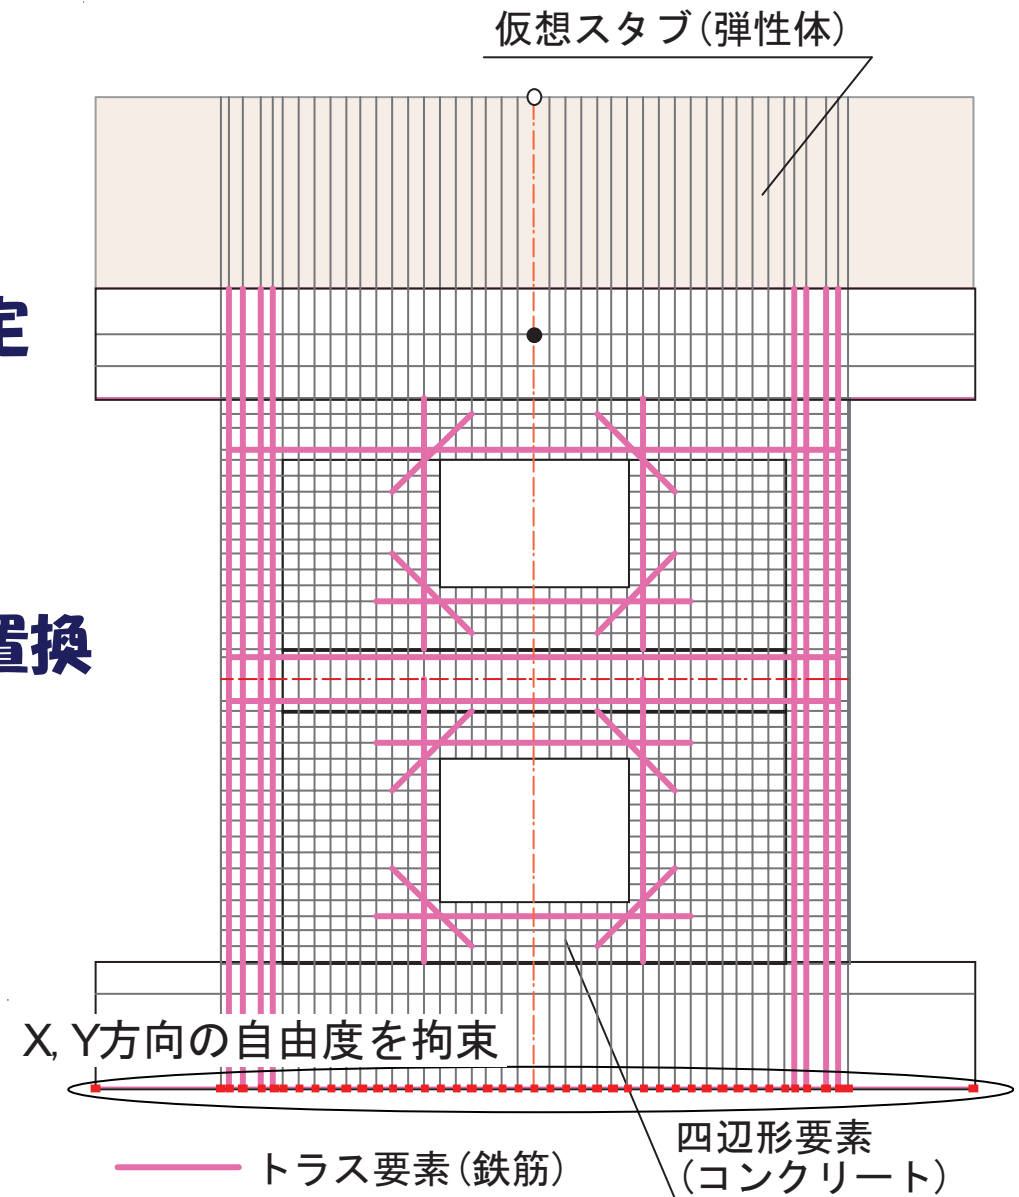 仮想スタブ(弾性体)
定
置換
X, Y方向の自由度を拘束
四辺形要素
(コンクリート)
トラス要素(鉄筋)